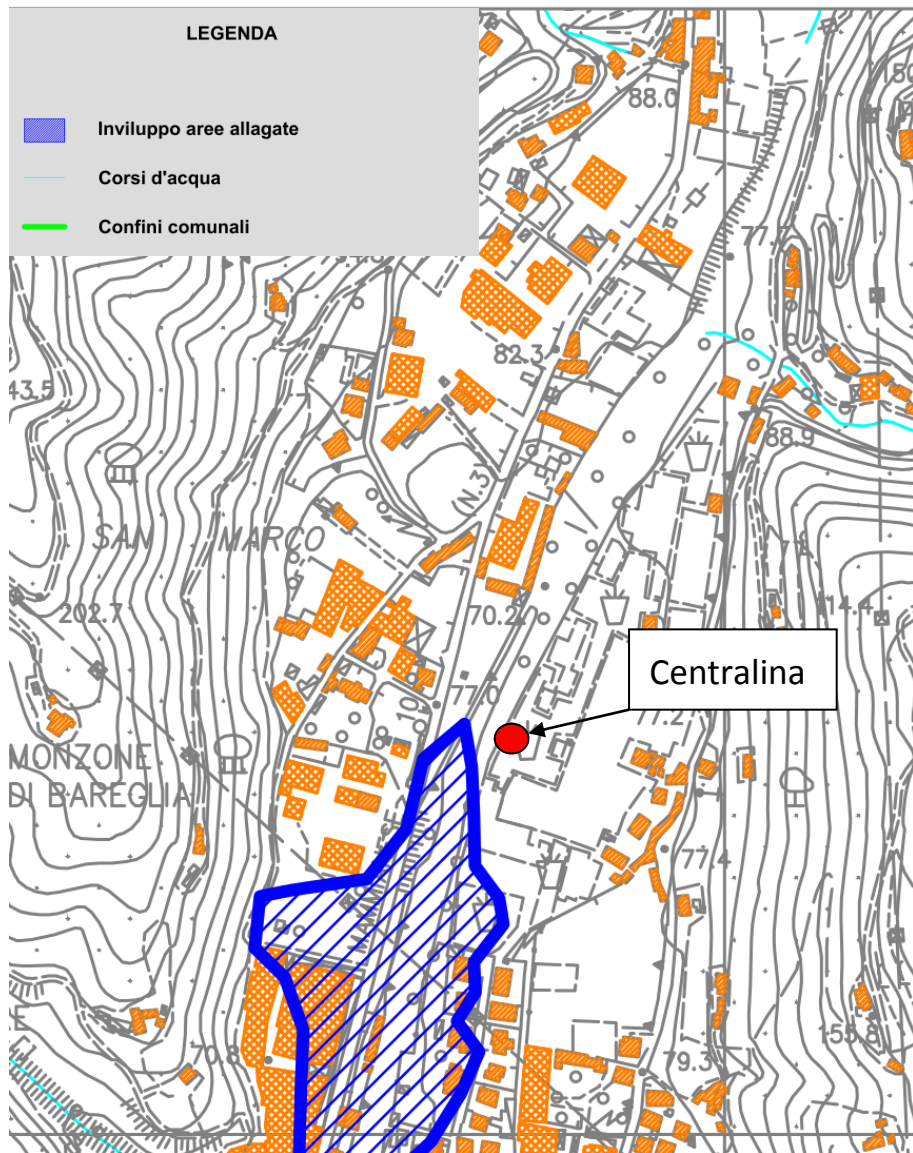 LEGENDA
Inviluppo aree allagate
Corsi d'acqua
Confini comunali
88.0
77.7
82.3
43.5
88.9
(N.3)
SAN MARCO
202.7
114.4
70.2
Centralina
77.0
77.2
MONZONE
DI BAREGLIA
77.4
155.8
70.8
79.3